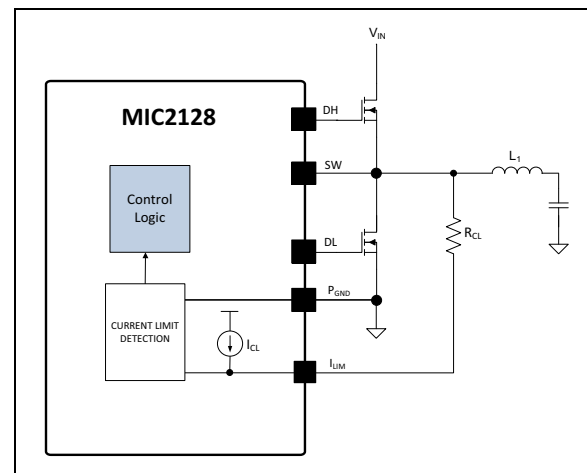 V_IN
MIC2128
DH
SW
L_1
Control
Logic
R_CL
DL
P_GND
CURRENT LIMIT
DETECTION
I_CL
I_LIM